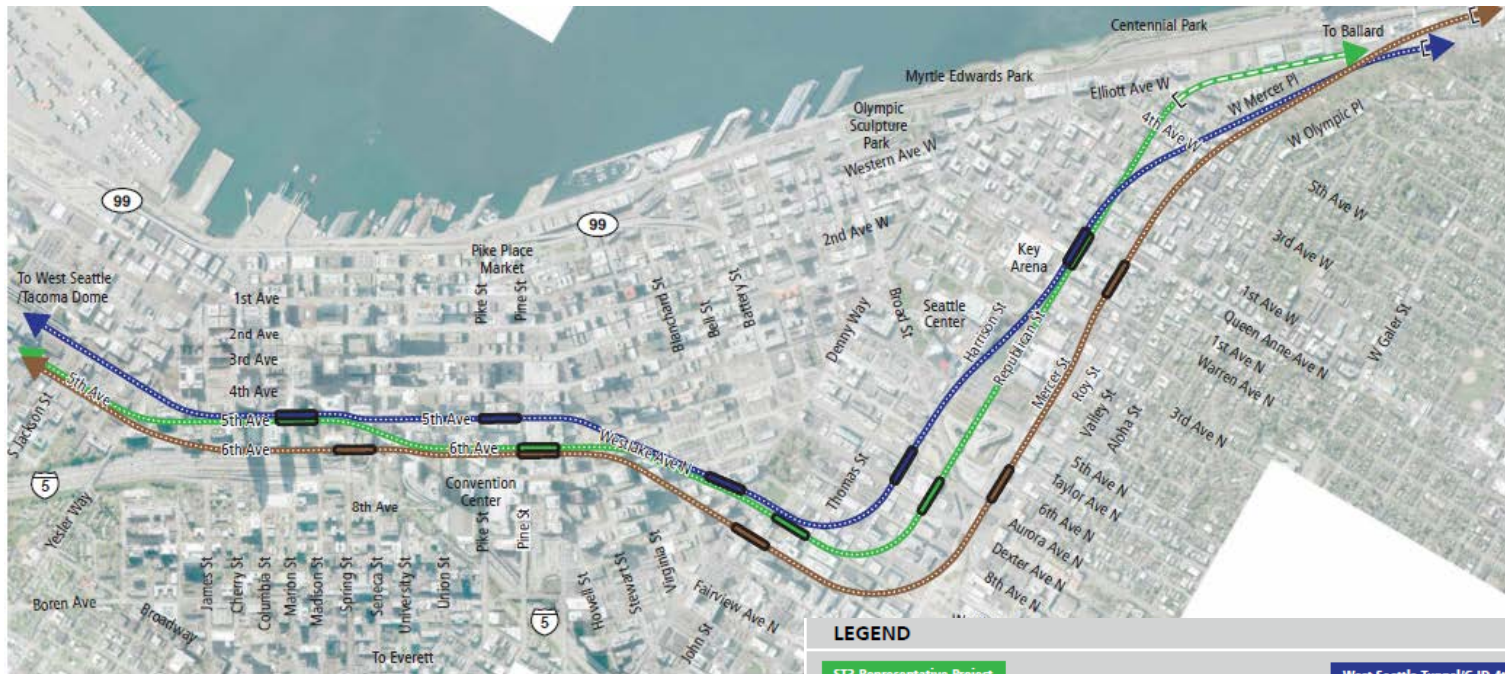 Centennial Park
To Ballard
Myrtle Edwards Park
Elliott Ave W
W Mercer Pl
W Olympic Pl
4th Ave W
Olympic
Sculpture
Park
Western Ave W
99
99
2nd Ave W
5th Ave W
3rd Ave W
1st Ave W
Queen Anne Ave N
1st Ave N
Warren Ave N
W Galer St
3rd Ave N
Key
Arena
Pike Place
Market
To West Seattle
/Tacoma Dome
1st Ave
2nd Ave
3rd Ave
4th Ave
5th Ave
5th Ave
5th Ave
6th Ave
6th Ave
Pike St
Pine St
Blanchard St
Bell St
Battery St
Denny Way
Broad St
Seattle
Center
Harrison St
Republican St
Mercer St
Roy St
Valley St
Aloha St
Westlake Ave N
Thomas St
5th Ave N
Taylor Ave N
6th Ave N
Aurora Ave N
Dexter Ave N
8th Ave N
S Jackson St
5
Yesler Way
Convention
Center
8th Ave
Pike St
Pine St
James St
Cherry St
Columbia St
Marion St
Madison St
Spring St
Seneca St
University St
Union St
Howell St
Stewart St
Virginia St
Fairview Ave N
John St
Boren Ave
Broadway
To Everett
5
LEGEND
ST3 Representative Project